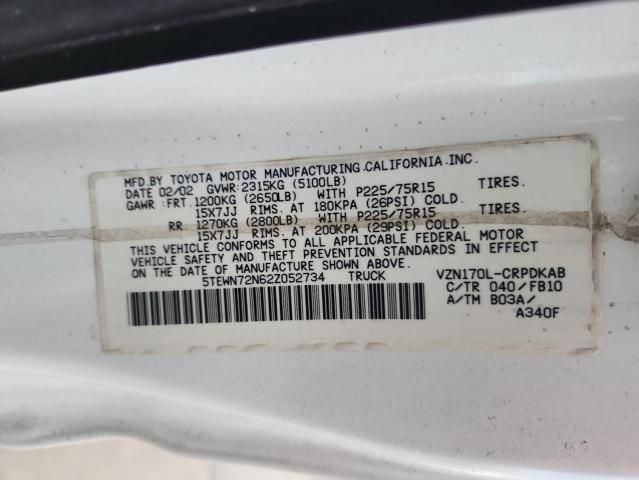 MFD. BY TOYOTA MOTOR MANUFACTURING.CALIFORNIA.INC.
DATE 02/02 GVWR:2315KG (5100LB)
GAWR :FRT.1200KG (2650LB) WITH P225/75R15 TIRES.
15X7JJ RIMS. AT 180KPA (26PSI) COLD.
RR 1270KG (2800LB) WITH P225/75R15 TIRES.
15X7JJ RIMS. AT 200KPA (29PSI) COLD.
THIS VEHICLE CONFORMS TO ALL APPLICABLE FEDERAL MOTOR
VEHICLE SAFETY AND THEFT PREVENTION STANDARDS IN EFFECT
ON THE DATE OF MANUFACTURE SHOWN ABOVE.
5TEWN72N62Z052734 TRUCK VZN170L-CRPDKAB
C/TR 040/FB10
A/TM B03A/
A340F